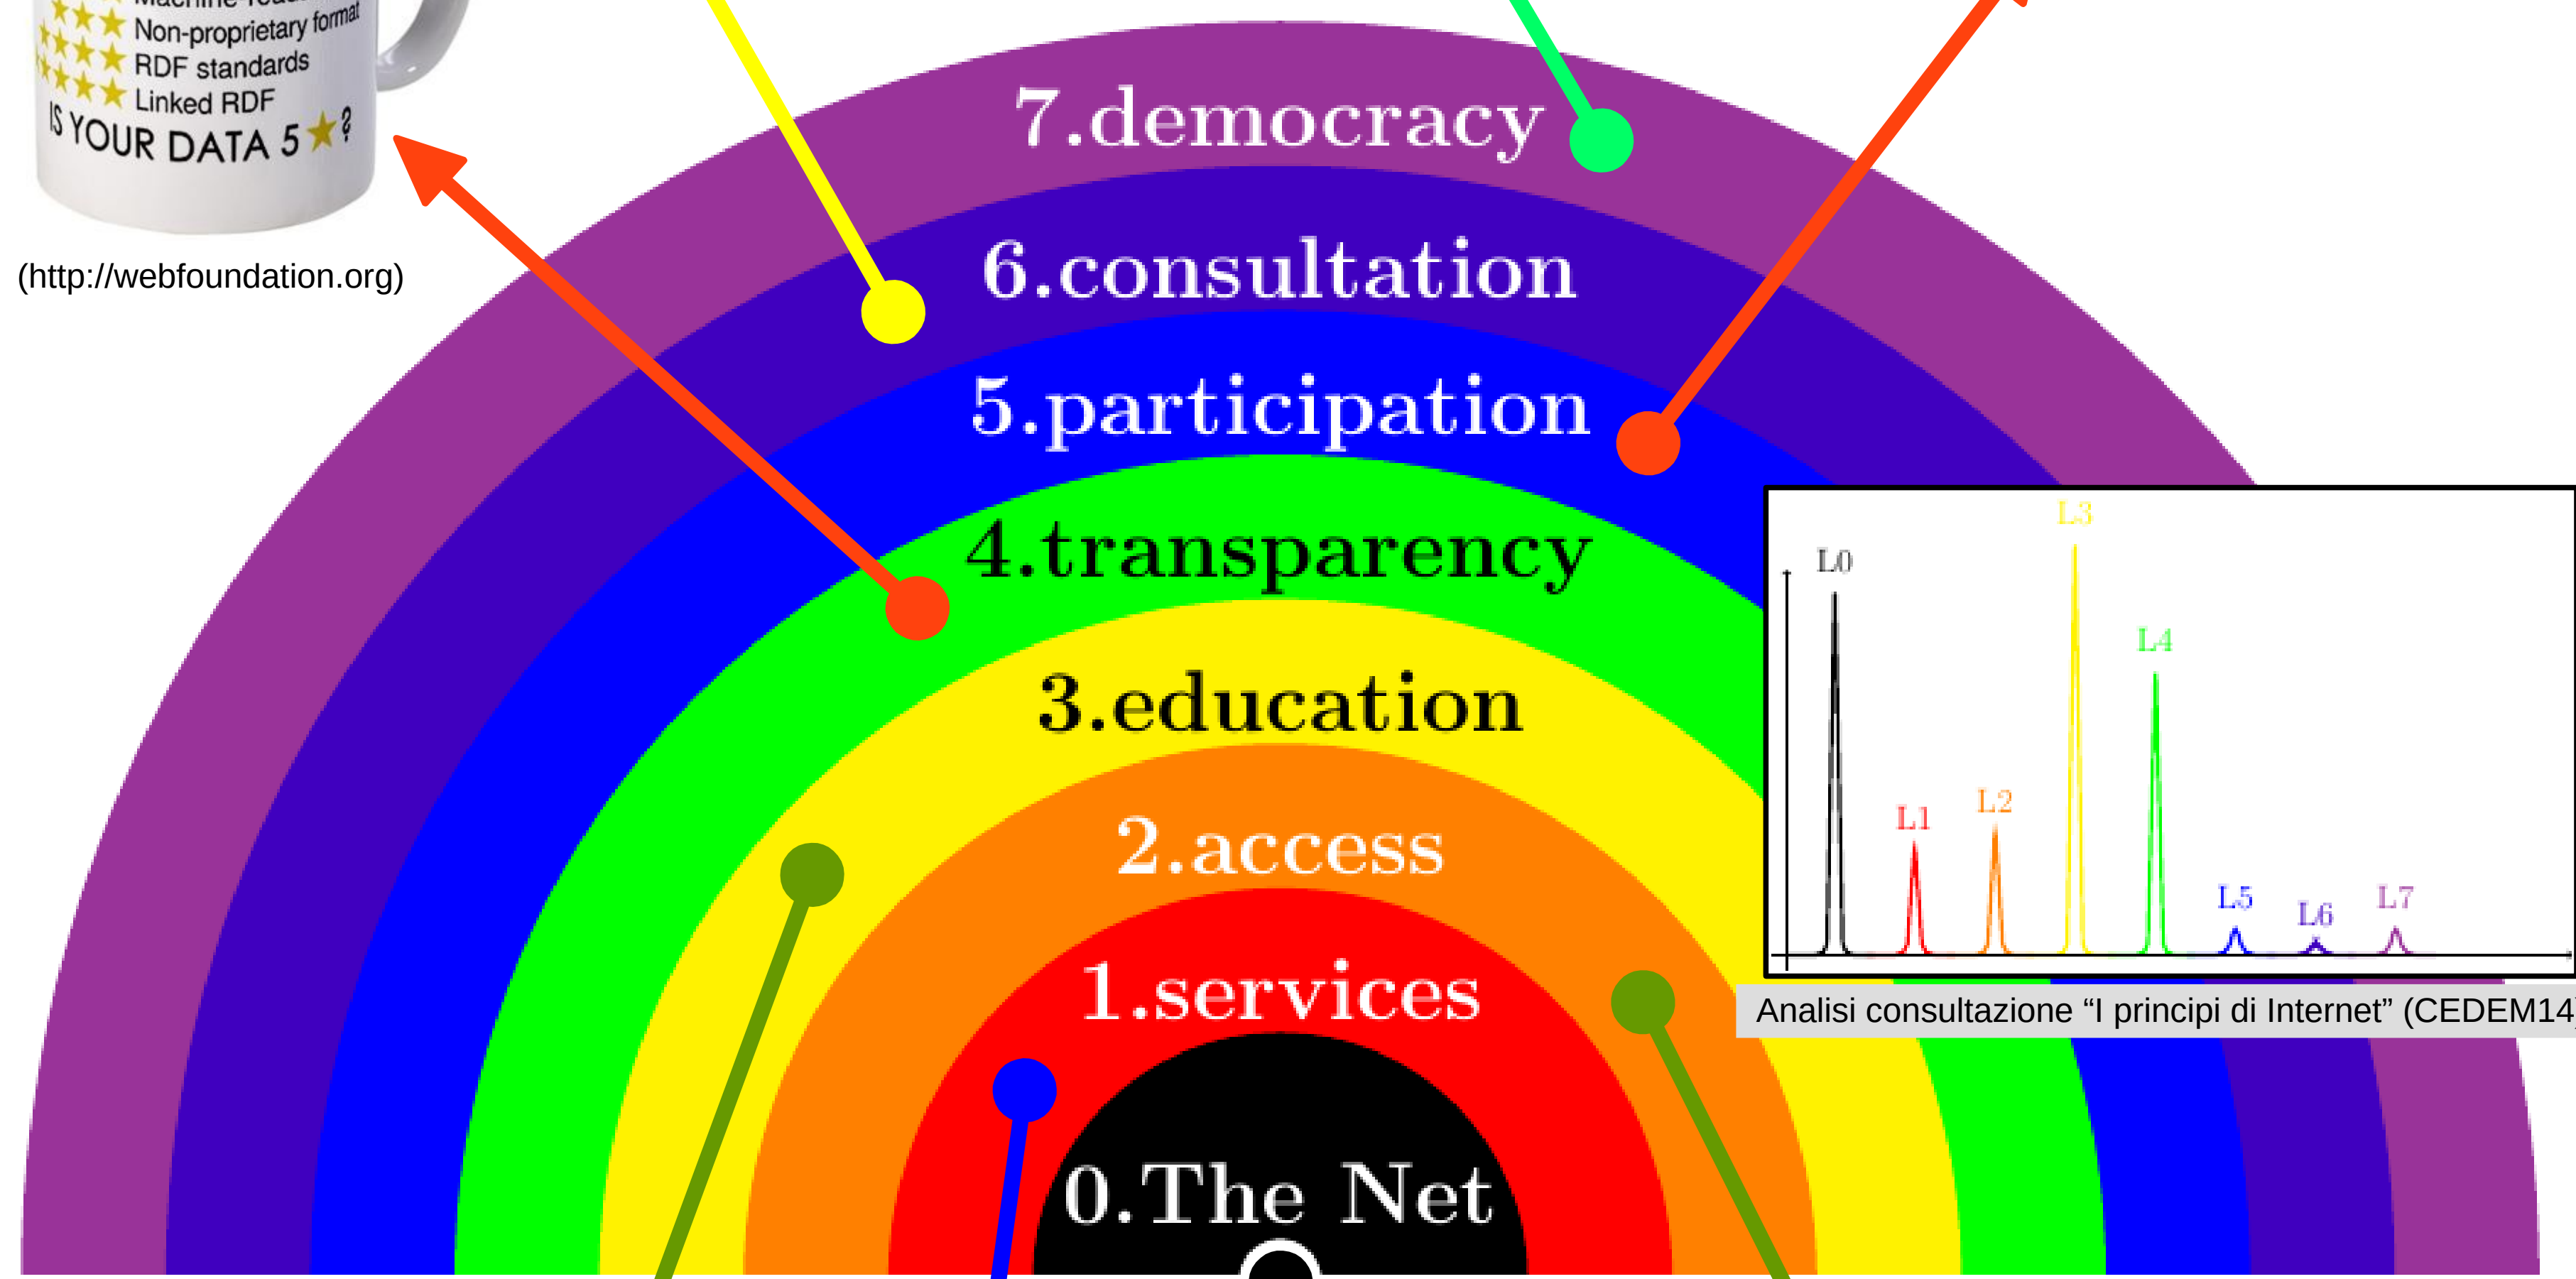 Non-proprietary format
RDF standards
Linked RDF
IS YOUR DATA 5 ★?
(http://webfoundation.org)
7.democracy
6.consultation
5.participation
4.transparency
3.education
2.access
1.services
0.The Net
L0
L1
L2
L3
L4
L5
L6
L7
Analisi consultazione “I principi di Internet” (CEDEM14